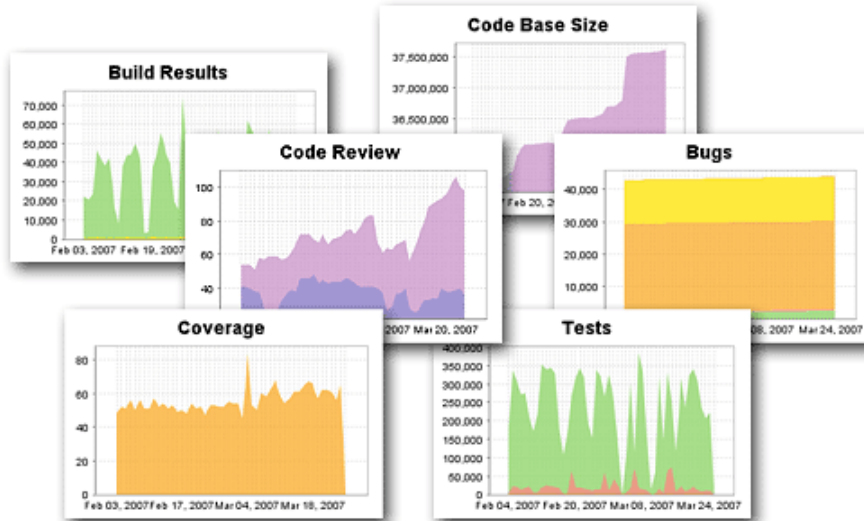 Code Base Size
37,500,000
37,000,000
36,500,000
Feb 20, 2
Build Results
70,000
60,000
50,000
40,000
30,000
20,000
10,000
0
Feb 03, 2007 Feb 19, 2007
Code Review
100
80
60
40
2007 Mar 20, 2007
Bugs
40,000
30,000
20,000
10,000
08, 2007 Mar 24, 2007
Coverage
80
60
40
20
0
Feb 03, 2007 Feb 17, 2007 Mar 04, 2007 Mar 18, 2007
Tests
400,000
350,000
300,000
250,000
200,000
150,000
100,000
50,000
0
Feb 04, 2007 Feb 20, 2007 Mar 08, 2007 Mar 24, 2007